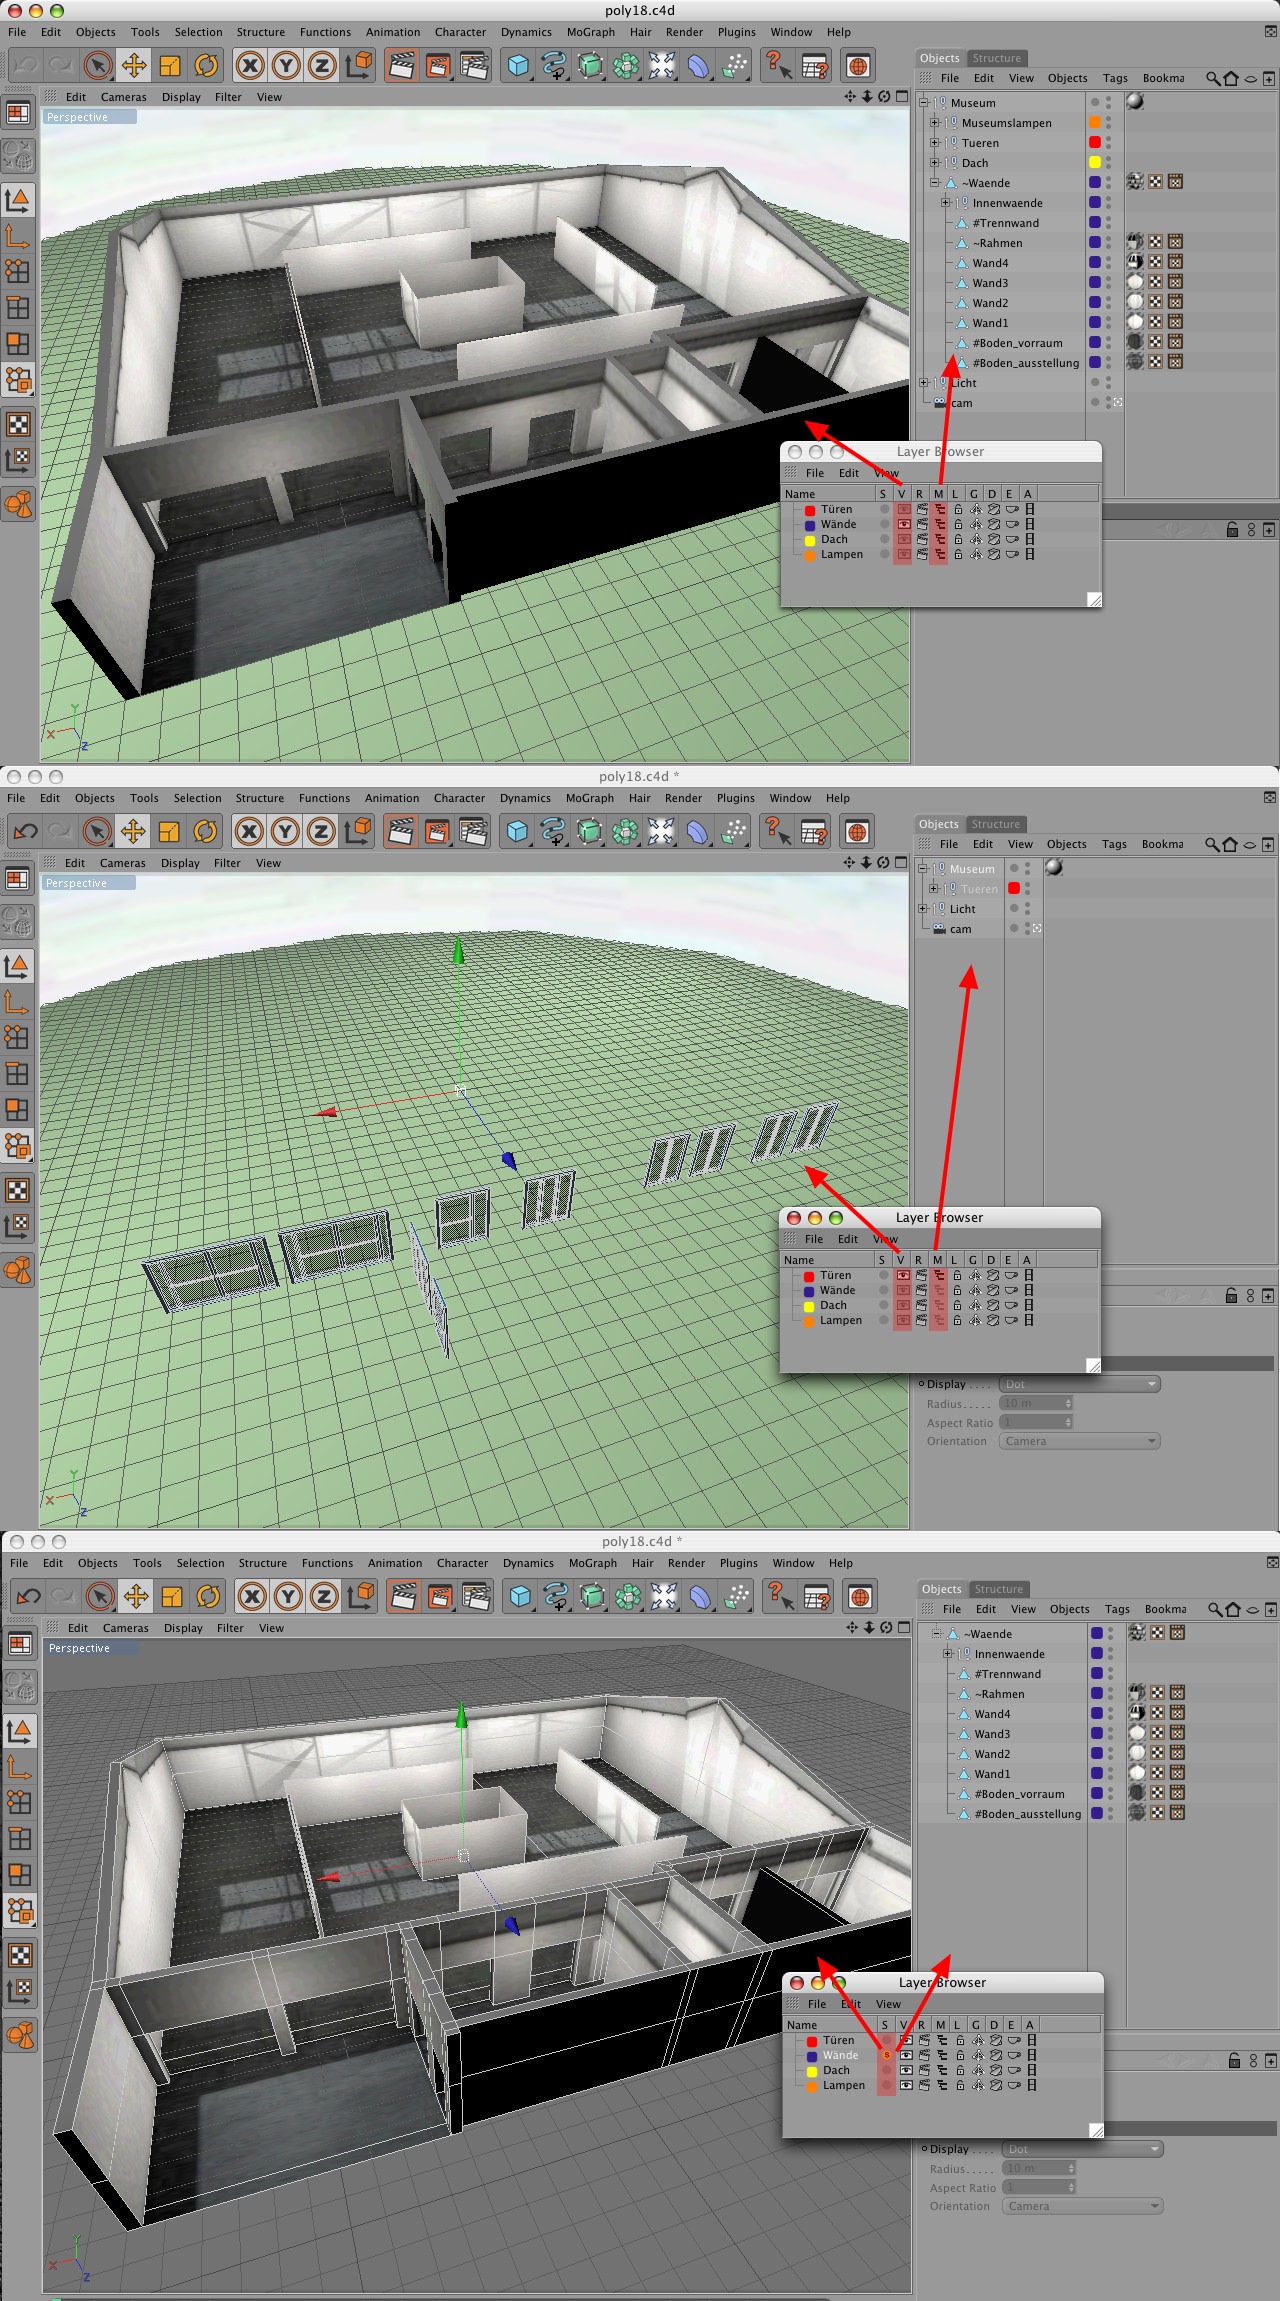 poly18.c4d
File Edit Objects Tools Selection Structure Functions Animation Character Dynamics MoGraph Hair Render Plugins Window Help
Objects Structure
File Edit View Objects Tags Bookma
Edit Cameras Display Filter View
Perspective
Museum
Museumslampen
Tueren
Dach
~Waende
Innenwaende
#Trennwand
~Rahmen
Wand4
Wand3
Wand2
Wand1
#Boden_vorraum
#Boden_ausstellung
Licht
cam
Layer Browser
File Edit View
Name S V R M L G D E A
Türen
Wände
Dach
Lampen
Y
X
Z
poly18.c4d *
File Edit Objects Tools Selection Structure Functions Animation Character Dynamics MoGraph Hair Render Plugins Window Help
Objects Structure
File Edit View Objects Tags Bookma
Edit Cameras Display Filter View
Perspective
Museum
Tueren
Licht
cam
Layer Browser
File Edit View
Name S V R M L G D E A
Türen
Wände
Dach
Lampen
Display . . . . Dot
Radius. . . . . 10 m
Aspect Ratio 1
Orientation Camera
Y
X
Z
poly18.c4d *
File Edit Objects Tools Selection Structure Functions Animation Character Dynamics MoGraph Hair Render Plugins Window Help
Objects Structure
File Edit View Objects Tags Bookma
Edit Cameras Display Filter View
Perspective
~Waende
Innenwaende
#Trennwand
~Rahmen
Wand4
Wand3
Wand2
Wand1
#Boden_vorraum
#Boden_ausstellung
Layer Browser
File Edit View
Name S V R M L G D E A
Türen
Wände
Dach
Lampen
Display . . . . Dot
Radius. . . . . 10 m
Aspect Ratio 1
Orientation Camera
Y
X
Z